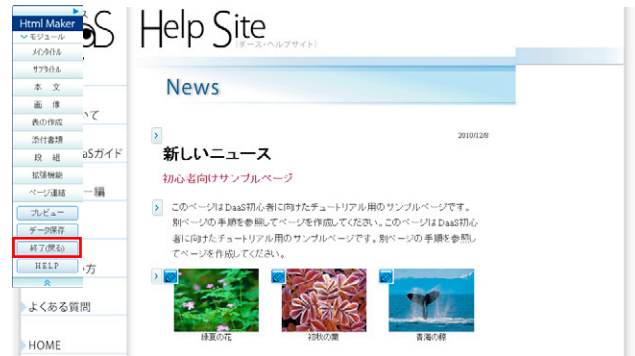 Html Maker
モジュール
メインタイトル
サブタイトル
本 文
画 像
表の作成
添付書類
段 組
拡張機能
ページ連結
プレビュー
データ保存
終了(戻る)
HELP
aS
いて
aSガイド
ー編
方
よくある質問
HOME
Help Site
(ダース・ヘルプサイト)
News
2010/12/8
新しいニュース
初心者向けサンプルページ
このページはDaaS初心者に向けたチュートリアル用のサンプルページです。
別ページの手順を参照してページを作成してください。このページはDaaS初心
者に向けたチュートリアル用のサンプルページです。別ページの手順を参照し
てページを作成してください。
緑夏の花
初秋の葉
青海の鯨